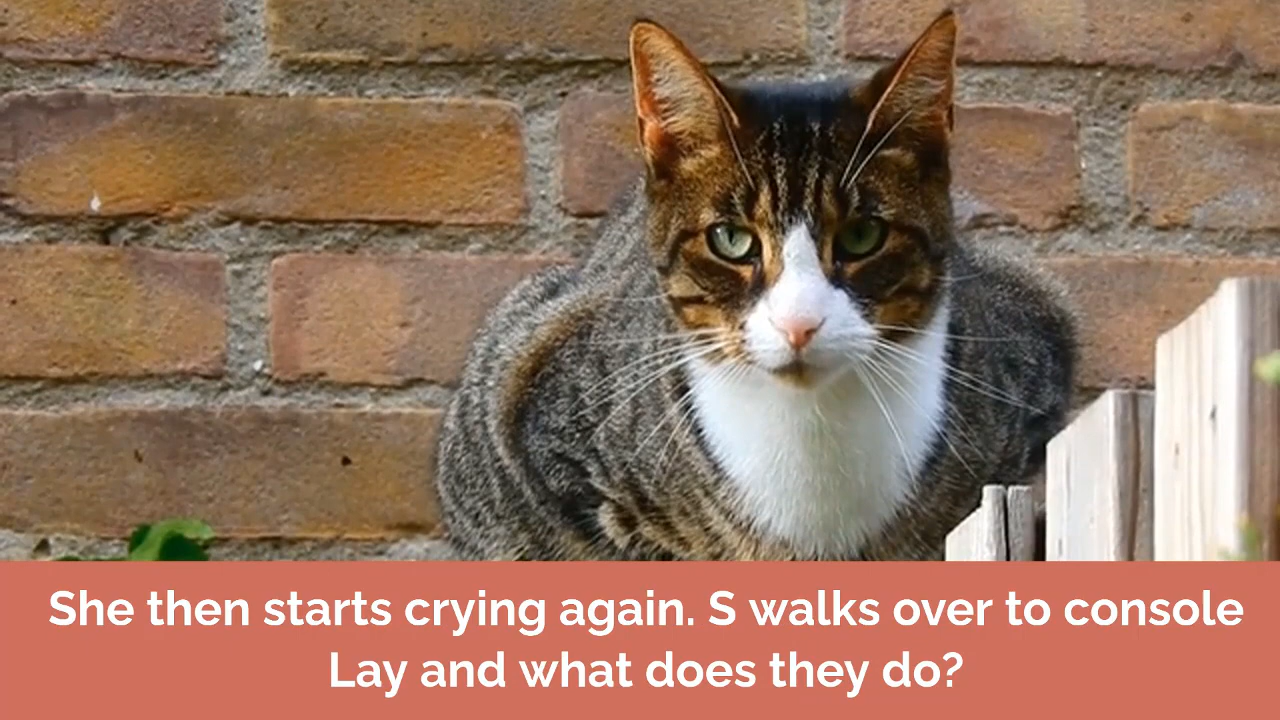 She then starts crying again. S walks over to console
Lay and what does they do?